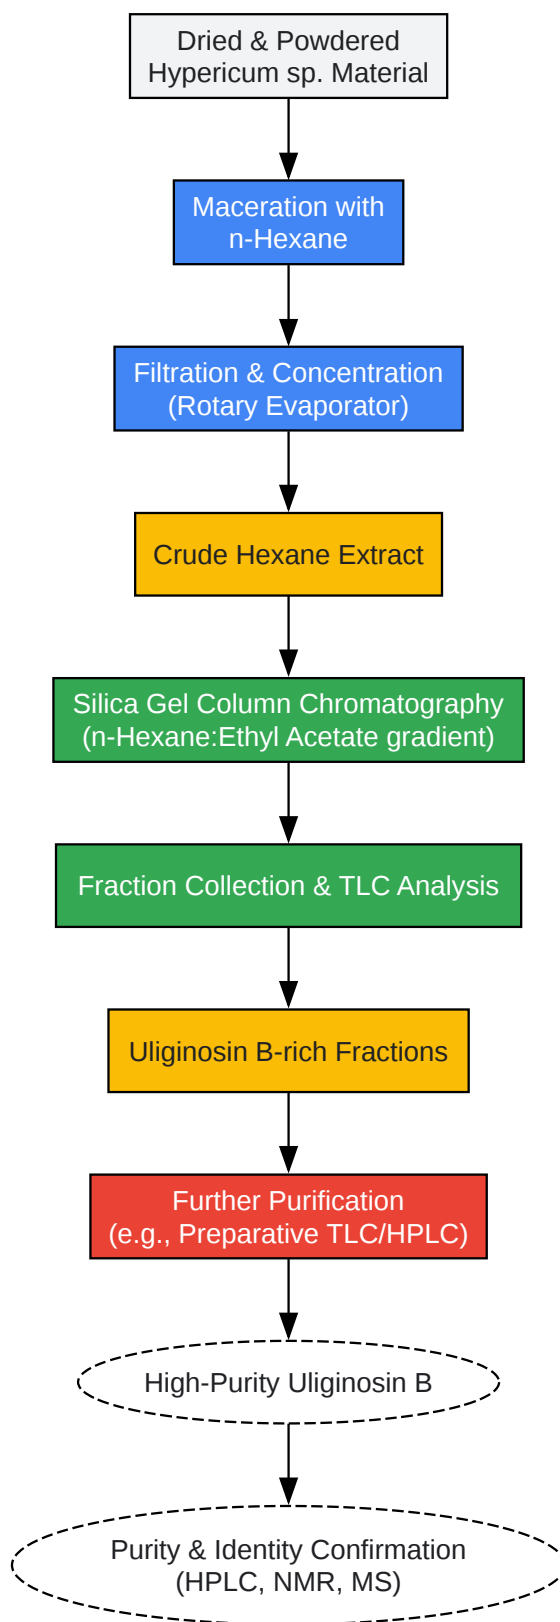 Dried & Powdered
Hypericum sp. Material
Maceration with
n-Hexane
Filtration & Concentration
(Rotary Evaporator)
Crude Hexane Extract
Silica Gel Column Chromatography
(n-Hexane:Ethyl Acetate gradient)
Fraction Collection & TLC Analysis
Uliginosin B-rich Fractions
Further Purification
(e.g., Preparative TLC/HPLC)
High-Purity Uliginosin B
Purity & Identity Confirmation
(HPLC, NMR, MS)